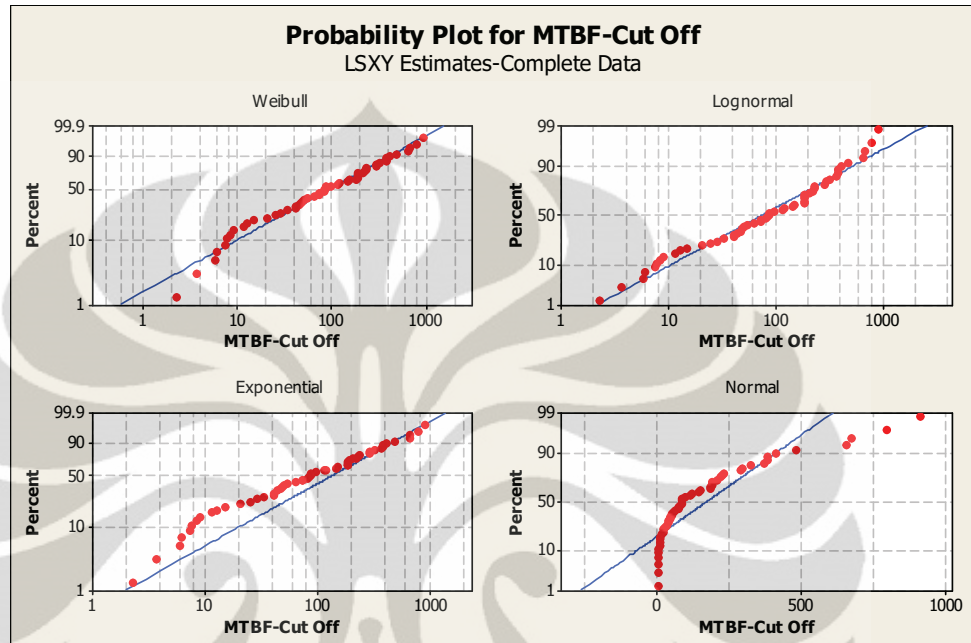 Probability Plot for MTBF-Cut Off
LSXY Estimates-Complete Data
Weibull
Percent
99.9
90
50
10
1
1
10
100
1000
MTBF-Cut Off
Lognormal
Percent
99
90
50
10
1
1
10
100
1000
MTBF-Cut Off
Exponential
Percent
99.9
90
50
10
1
1
10
100
1000
MTBF-Cut Off
Normal
Percent
99
90
50
10
1
0
500
1000
MTBF-Cut Off